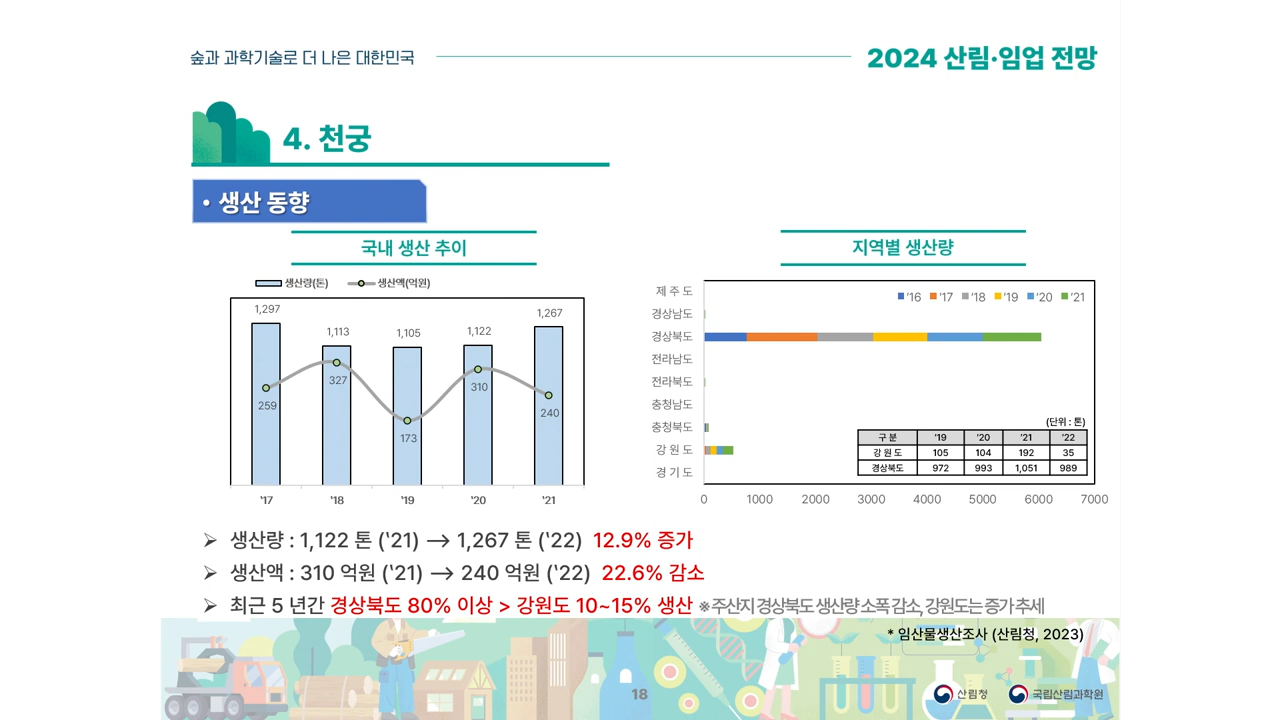 숲과 과학기술로 더 나은 대한민국
2024 산림·임업 전망
4. 천궁
• 생산 동향
국내 생산 추이
생산량(톤) 생산액(억원)
1,297 1,113 1,105 1,122 1,267
259 327 173 310 240
'17 '18 '19 '20 '21
지역별 생산량
'16 '17 '18 '19 '20 '21
제 주 도
경상남도
경상북도
전라남도
전라북도
충청남도
충청북도
강 원 도
경 기 도
0 1000 2000 3000 4000 5000 6000 7000
(단위 : 톤)
구 분 '19 '20 '21 '22
강 원 도 105 104 192 35
경상북도 972 993 1,051 989
➢ 생산량 : 1,122 톤 ('21) → 1,267 톤 ('22) 12.9% 증가
➢ 생산액 : 310 억원 ('21) → 240 억원 ('22) 22.6% 감소
➢ 최근 5 년간 경상북도 80% 이상 > 강원도 10~15% 생산 ※주산지 경상북도 생산량 소폭 감소, 강원도는 증가 추세
* 임산물생산조사 (산림청, 2023)
18
산림청 국립산림과학원